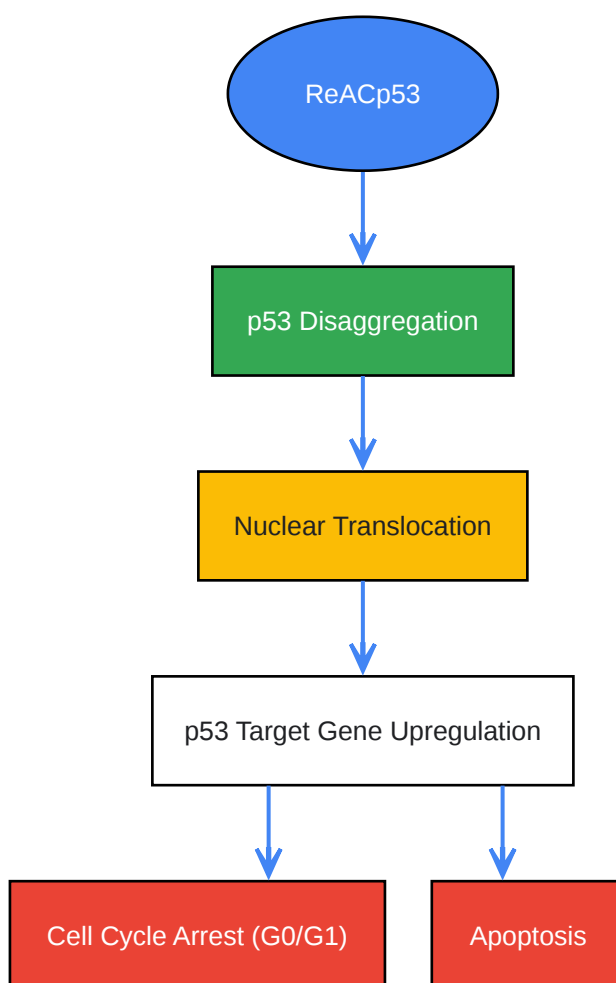 ReACp53
p53 Disaggregation
Nuclear Translocation
p53 Target Gene Upregulation
Cell Cycle Arrest (G0/G1)
Apoptosis